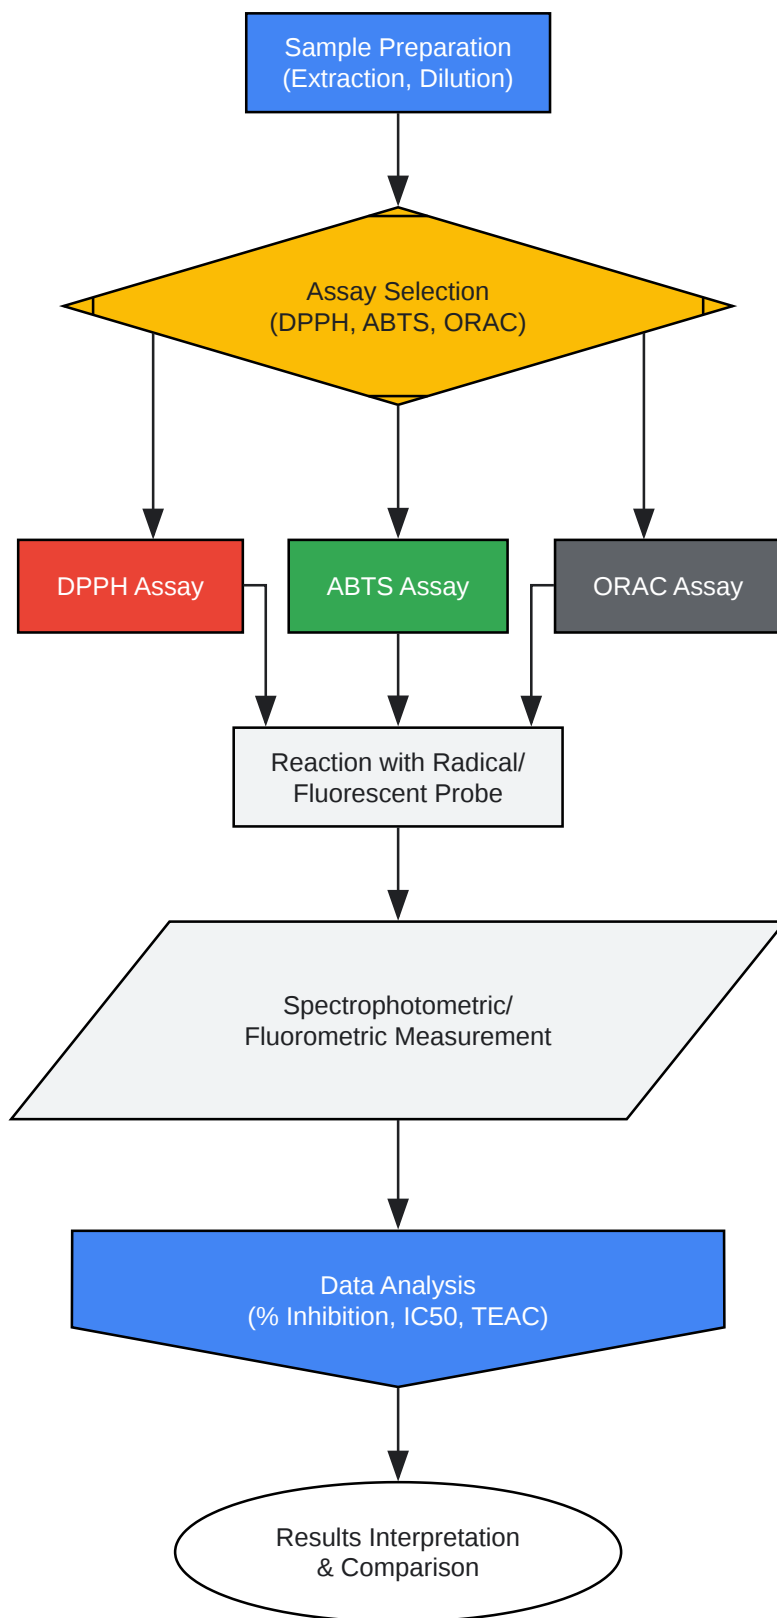 Sample Preparation
(Extraction, Dilution)
Assay Selection
(DPPH, ABTS, ORAC)
DPPH Assay
ABTS Assay
ORAC Assay
Reaction with Radical/
Fluorescent Probe
Spectrophotometric/
Fluorometric Measurement
Data Analysis
(% Inhibition, IC50, TEAC)
Results Interpretation
& Comparison